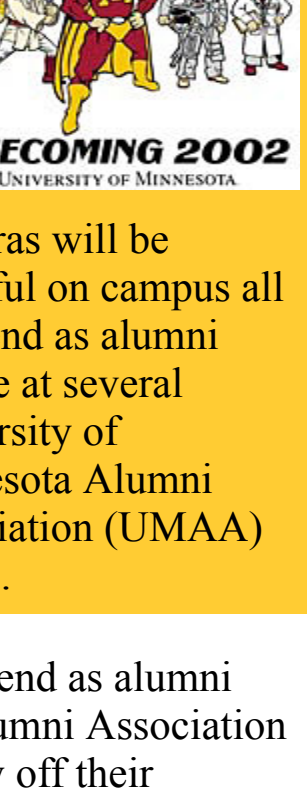 ECOMING 2002
UNIVERSITY OF MINNESOTA
ras will be
ful on campus all
nd as alumni
e at several
rsity of
esota Alumni
iation (UMAA)
.
end as alumni
umni Association
y off their